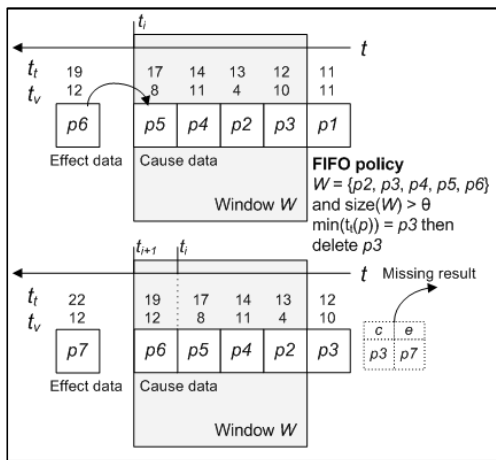 t_i
t
t_t 19 17 14 13 12 11
t_v 12 8 11 4 10 11
p6 p5 p4 p2 p3 p1
Effect data Cause data
Window W
FIFO policy
W = {p2, p3, p4, p5, p6}
and size(W) > θ
min(t_t(p)) = p3 then
delete p3
t_{i+1} t_i
t
Missing result
t_t 22 19 17 14 13 12
t_v 12 12 8 11 4 10
c e
p7 p6 p5 p4 p2 p3
p3 p7
Effect data Cause data
Window W